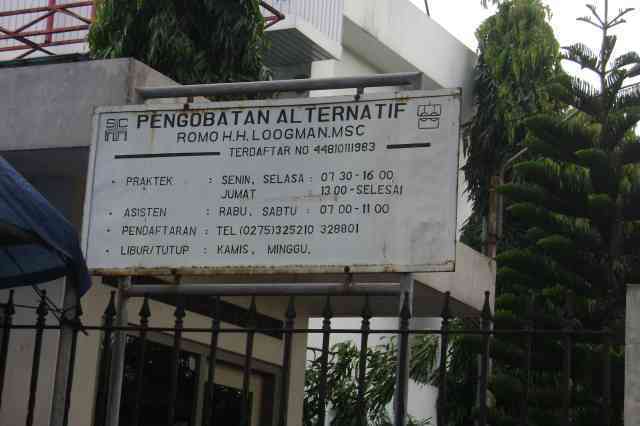 PENGOBATAN ALTERNATIF
ROMO H.H. LOOGMAN.MSC
TERDAFTAR NO 44810111983
• PRAKTEK : SENIN, SELASA : 07 30-16 00
JUMAT : 13.00-SELESAI
• ASISTEN : RABU, SABTU : 07 00-11 00
• PENDAFTARAN : TEL (0275)325210 328801
• LIBUR/TUTUP : KAMIS, MINGGU.